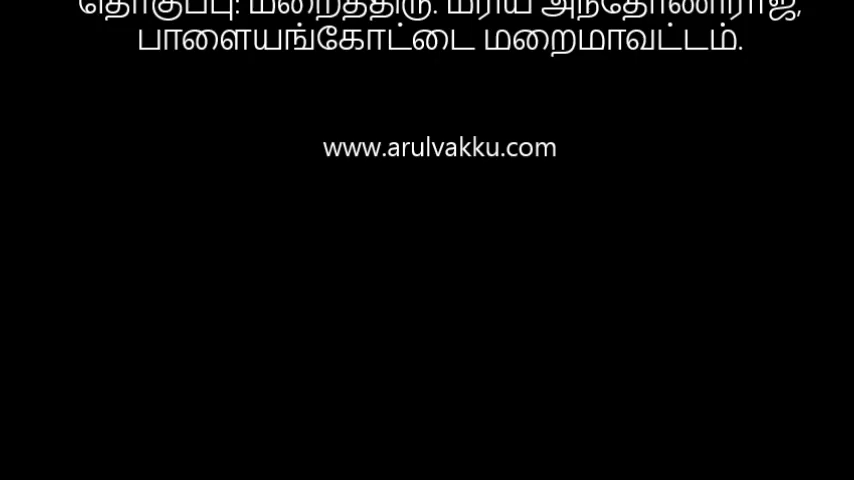 தொகுப்பு: மறைத்திரு. மரிய அந்தோணிராஜ்,
பாளையங்கோட்டை மறைமாவட்டம்.
www.arulvakku.com